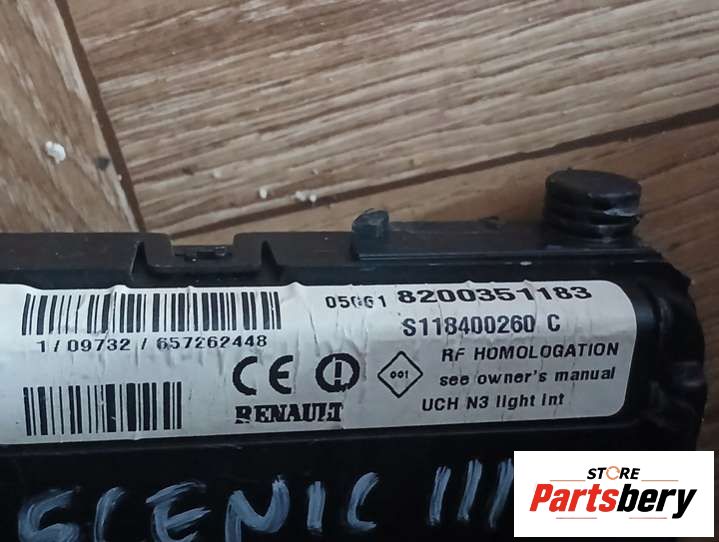 05GG1 8200351183
S118400260 C
1/09732/657262448
RF HOMOLOGATION
see owner's manual
UCH N3 light int
CE
001
RENAULT
SCENIC III
STORE
Partsbery